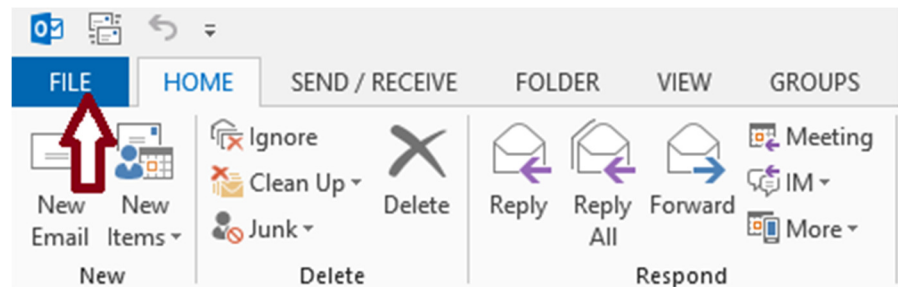 FILE HOME SEND / RECEIVE FOLDER VIEW GROUPS
New Email
New Items
Ignore
Clean Up
Junk
Delete
Reply
Reply All
Forward
Meeting
IM
More
New Delete Respond